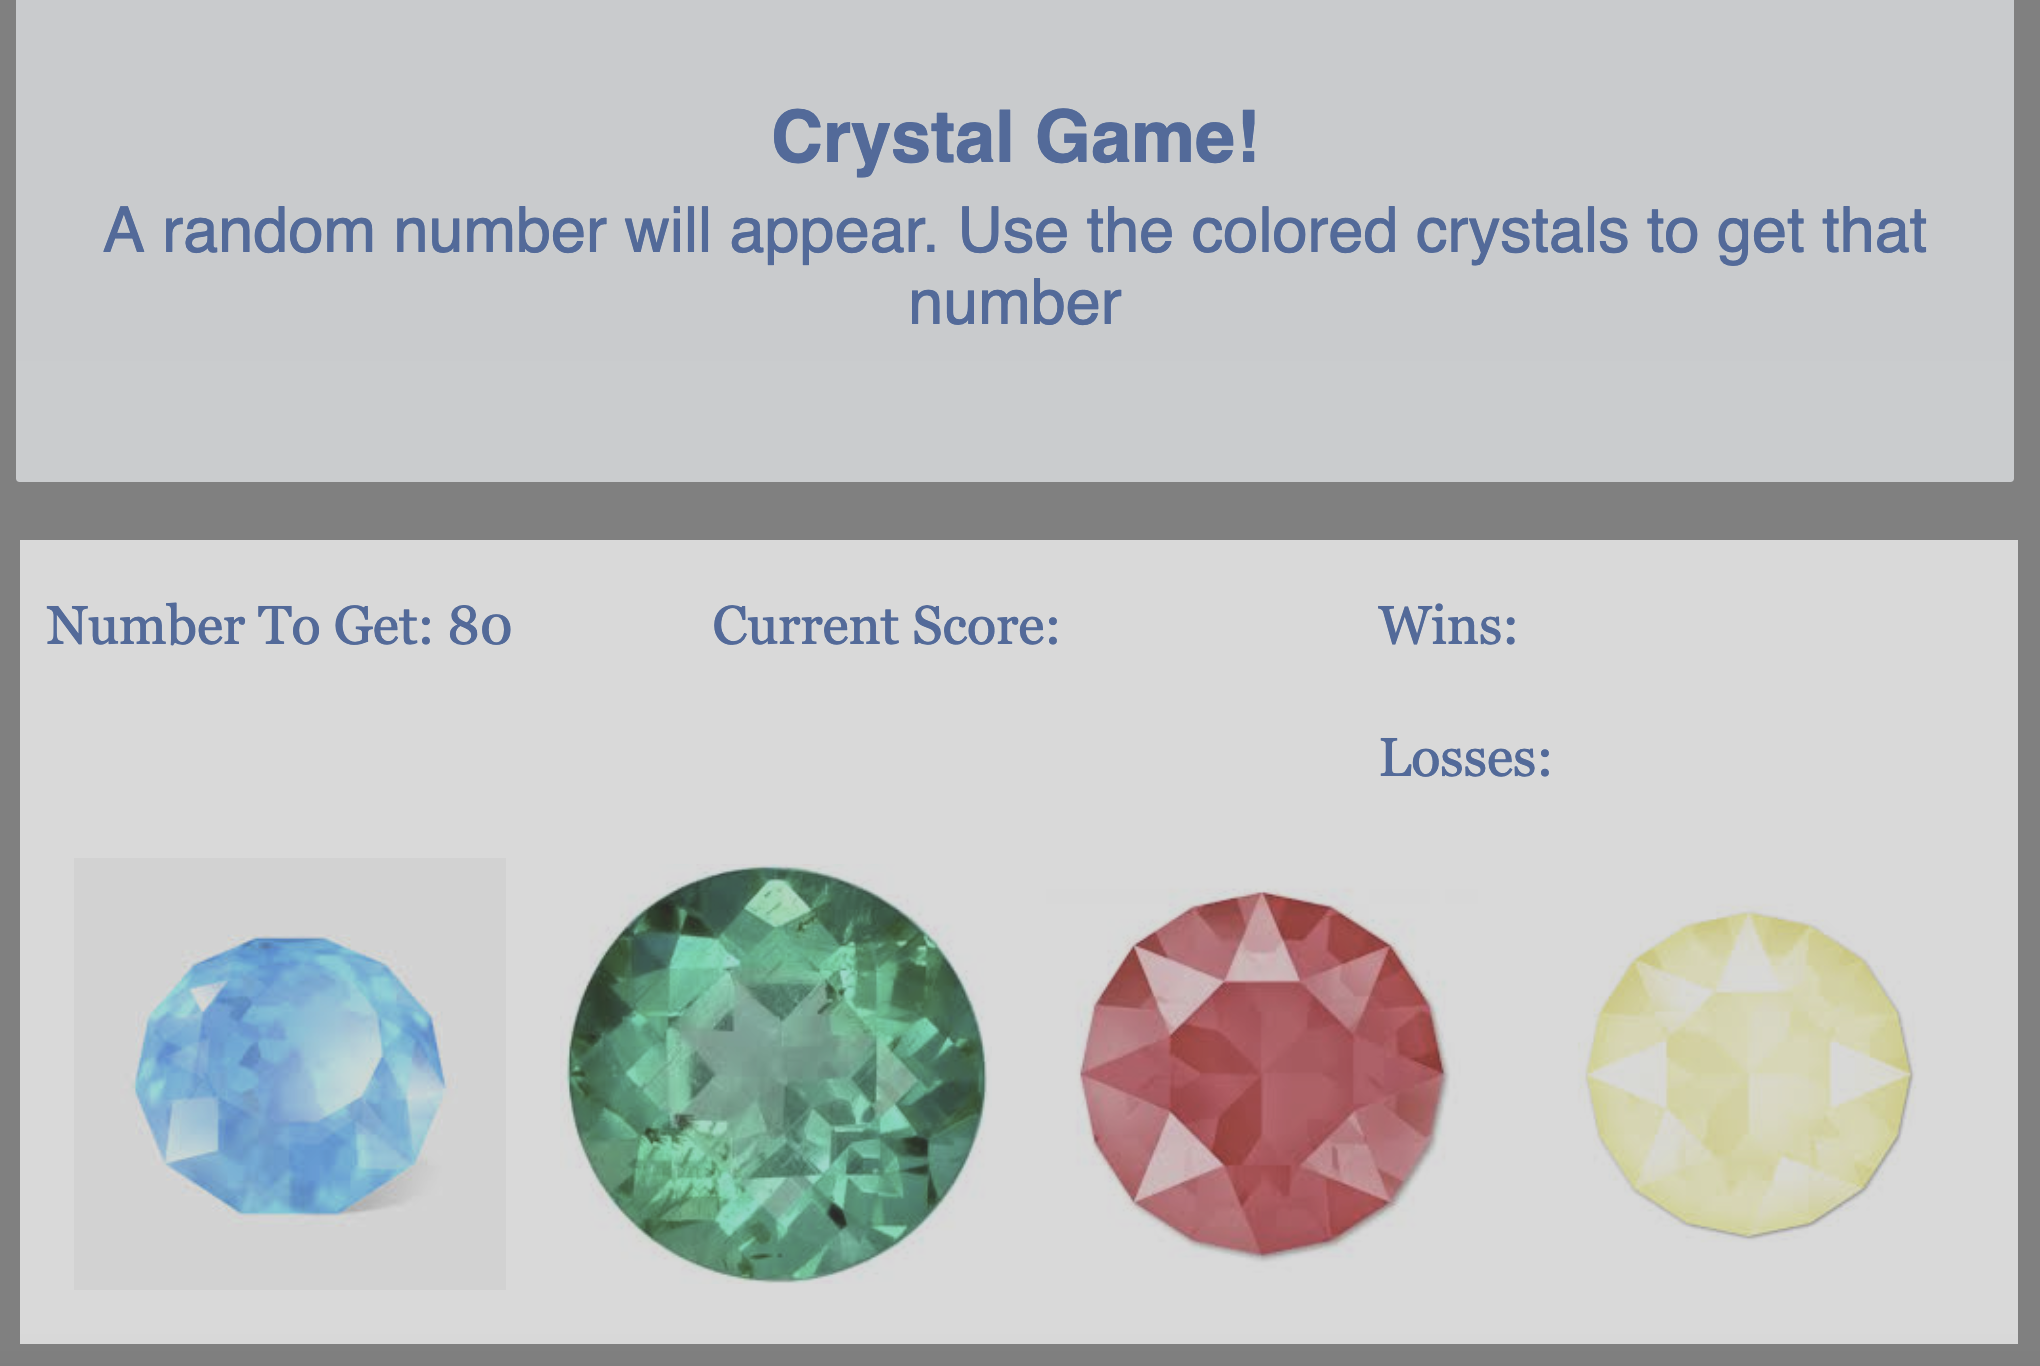 Crystal Game!
A random number will appear. Use the colored crystals to get that
number
Number To Get: 80
Current Score:
Wins:
Losses: